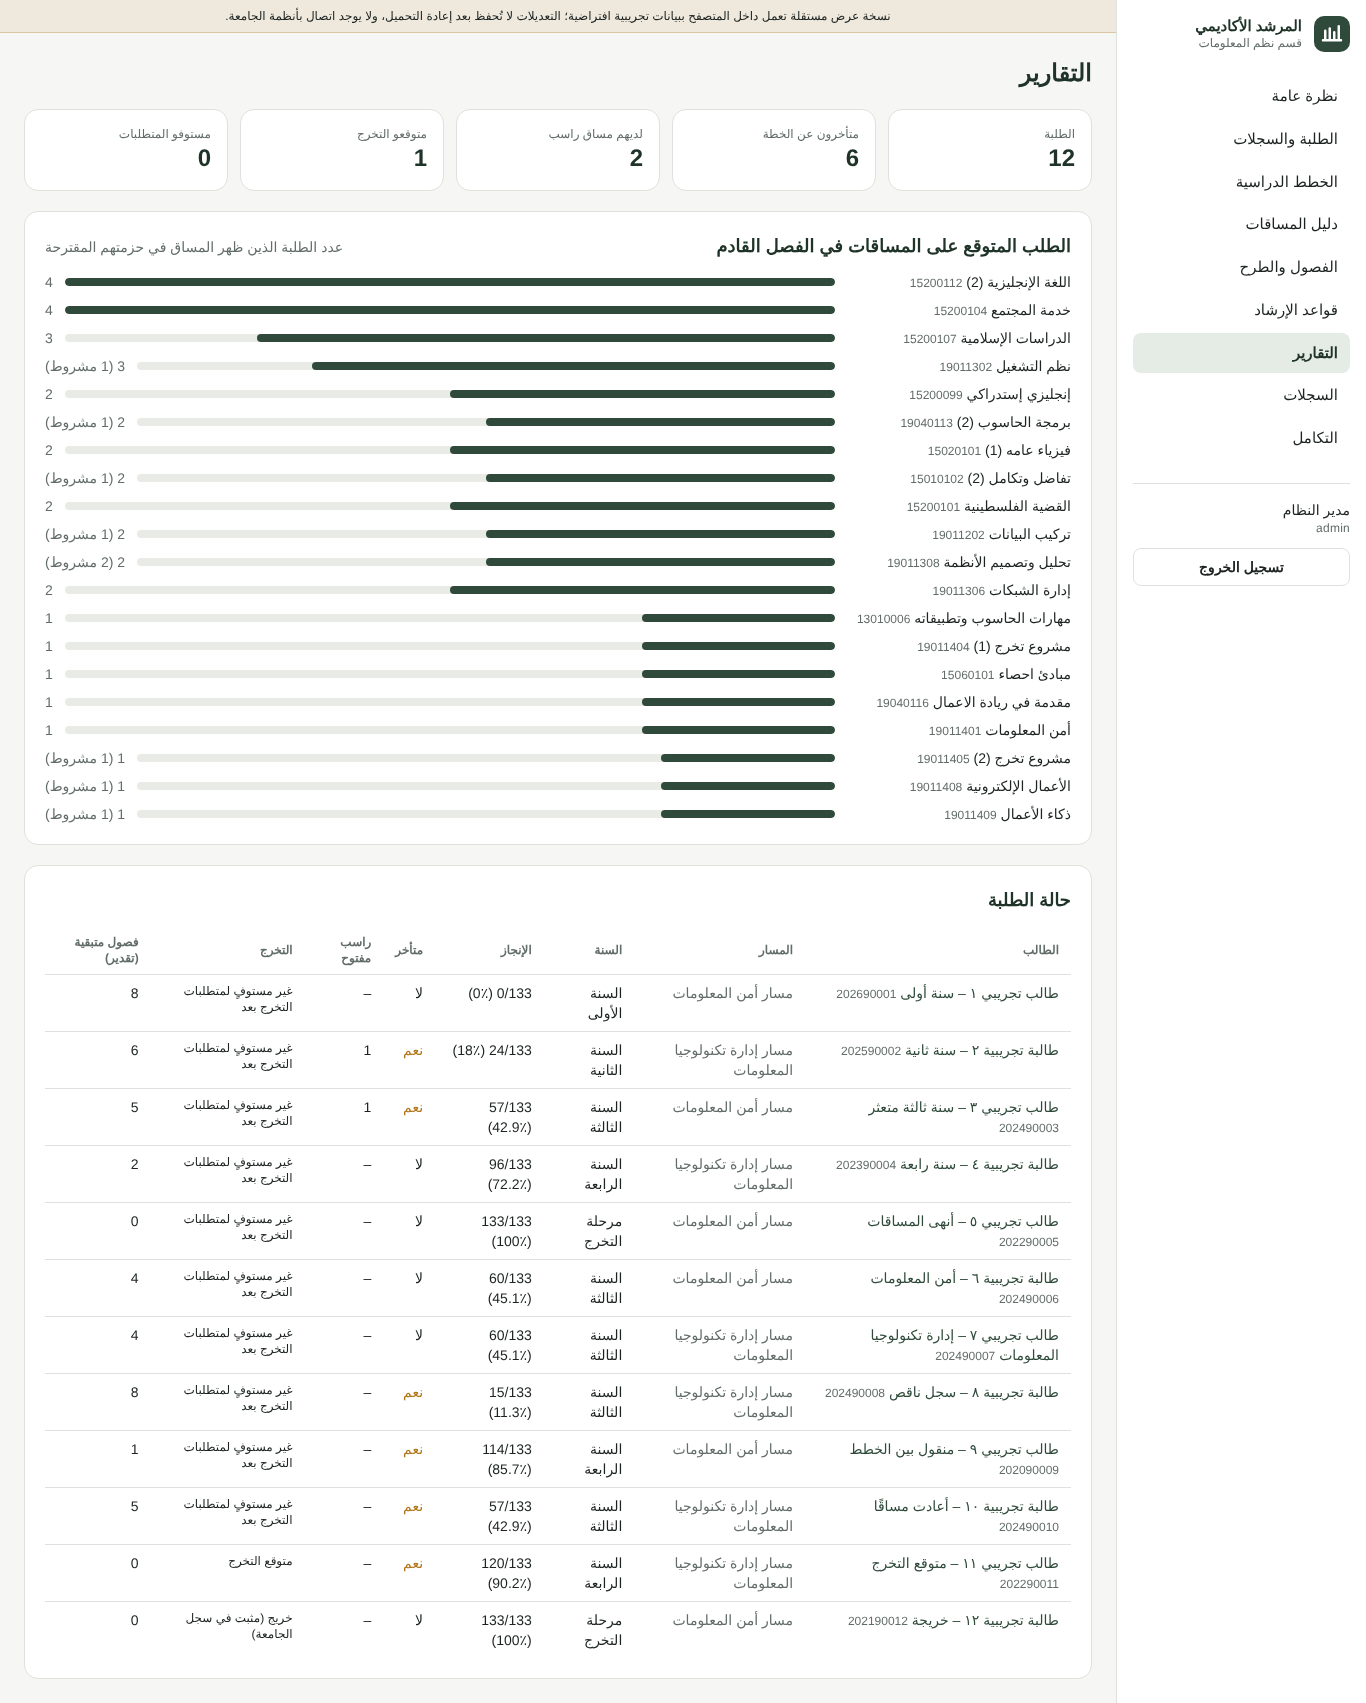 المرشد الأكاديمي
قسم نظم المعلومات
نظرة عامة
الطلبة والسجلات
الخطط الدراسية
دليل المساقات
الفصول والطرح
قواعد الإرشاد
التقارير
السجلات
التكامل
مدير النظام
admin
تسجيل الخروج
نسخة عرض مستقلة تعمل داخل المتصفح ببيانات تجريبية افتراضية؛ التعديلات لا تُحفظ بعد إعادة التحميل، ولا يوجد اتصال بأنظمة الجامعة.
التقارير
الطلبة
12
متأخرون عن الخطة
6
لديهم مساق راسب
2
متوقعو التخرج
1
مستوفو المتطلبات
0
الطلب المتوقع على المساقات في الفصل القادم
عدد الطلبة الذين ظهر المساق في حزمتهم المقترحة
اللغة الإنجليزية (2) 15200112 4
خدمة المجتمع 15200104 4
الدراسات الإسلامية 15200107 3
نظم التشغيل 19011302 3 (1 مشروط)
إنجليزي إستدراكي 15200099 2
برمجة الحاسوب (2) 19040113 2 (1 مشروط)
فيزياء عامه (1) 15020101 2
تفاضل وتكامل (2) 15010102 2 (1 مشروط)
القضية الفلسطينية 15200101 2
تركيب البيانات 19011202 2 (1 مشروط)
تحليل وتصميم الأنظمة 19011308 2 (2 مشروط)
إدارة الشبكات 19011306 2
مهارات الحاسوب وتطبيقاته 13010006 1
مشروع تخرج (1) 19011404 1
مبادئ احصاء 15060101 1
مقدمة في ريادة الاعمال 19040116 1
أمن المعلومات 19011401 1
مشروع تخرج (2) 19011405 1 (1 مشروط)
الأعمال الإلكترونية 19011408 1 (1 مشروط)
ذكاء الأعمال 19011409 1 (1 مشروط)
حالة الطلبة
الطالب المسار السنة الإنجاز متأخر راسب مفتوح التخرج فصول متبقية (تقدير)
طالب تجريبي ١ – سنة أولى 202690001 مسار أمن المعلومات السنة الأولى 0/133 (0٪) لا – غير مستوفٍ لمتطلبات التخرج بعد 8
طالبة تجريبية ٢ – سنة ثانية 202590002 مسار إدارة تكنولوجيا المعلومات السنة الثانية 24/133 (18٪) نعم 1 غير مستوفٍ لمتطلبات التخرج بعد 6
طالب تجريبي ٣ – سنة ثالثة متعثر 202490003 مسار أمن المعلومات السنة الثالثة 57/133 (42.9٪) نعم 1 غير مستوفٍ لمتطلبات التخرج بعد 5
طالبة تجريبية ٤ – سنة رابعة 202390004 مسار إدارة تكنولوجيا المعلومات السنة الرابعة 96/133 (72.2٪) لا – غير مستوفٍ لمتطلبات التخرج بعد 2
طالب تجريبي ٥ – أنهى المساقات 202290005 مسار أمن المعلومات مرحلة التخرج 133/133 (100٪) لا – غير مستوفٍ لمتطلبات التخرج بعد 0
طالبة تجريبية ٦ – أمن المعلومات 202490006 مسار أمن المعلومات السنة الثالثة 60/133 (45.1٪) لا – غير مستوفٍ لمتطلبات التخرج بعد 4
طالب تجريبي ٧ – إدارة تكنولوجيا المعلومات 202490007 مسار إدارة تكنولوجيا المعلومات السنة الثالثة 60/133 (45.1٪) لا – غير مستوفٍ لمتطلبات التخرج بعد 4
طالبة تجريبية ٨ – سجل ناقص 202490008 مسار إدارة تكنولوجيا المعلومات السنة الثالثة 15/133 (11.3٪) نعم – غير مستوفٍ لمتطلبات التخرج بعد 8
طالب تجريبي ٩ – منقول بين الخطط 202090009 مسار أمن المعلومات السنة الرابعة 114/133 (85.7٪) نعم – غير مستوفٍ لمتطلبات التخرج بعد 1
طالبة تجريبية ١٠ – أعادت مساقًا 202490010 مسار إدارة تكنولوجيا المعلومات السنة الثالثة 57/133 (42.9٪) نعم – غير مستوفٍ لمتطلبات التخرج بعد 5
طالب تجريبي ١١ – متوقع التخرج 202290011 مسار إدارة تكنولوجيا المعلومات السنة الرابعة 120/133 (90.2٪) نعم – متوقع التخرج 0
طالبة تجريبية ١٢ – خريجة 202190012 مسار أمن المعلومات مرحلة التخرج 133/133 (100٪) لا – خريج (مثبت في سجل الجامعة) 0